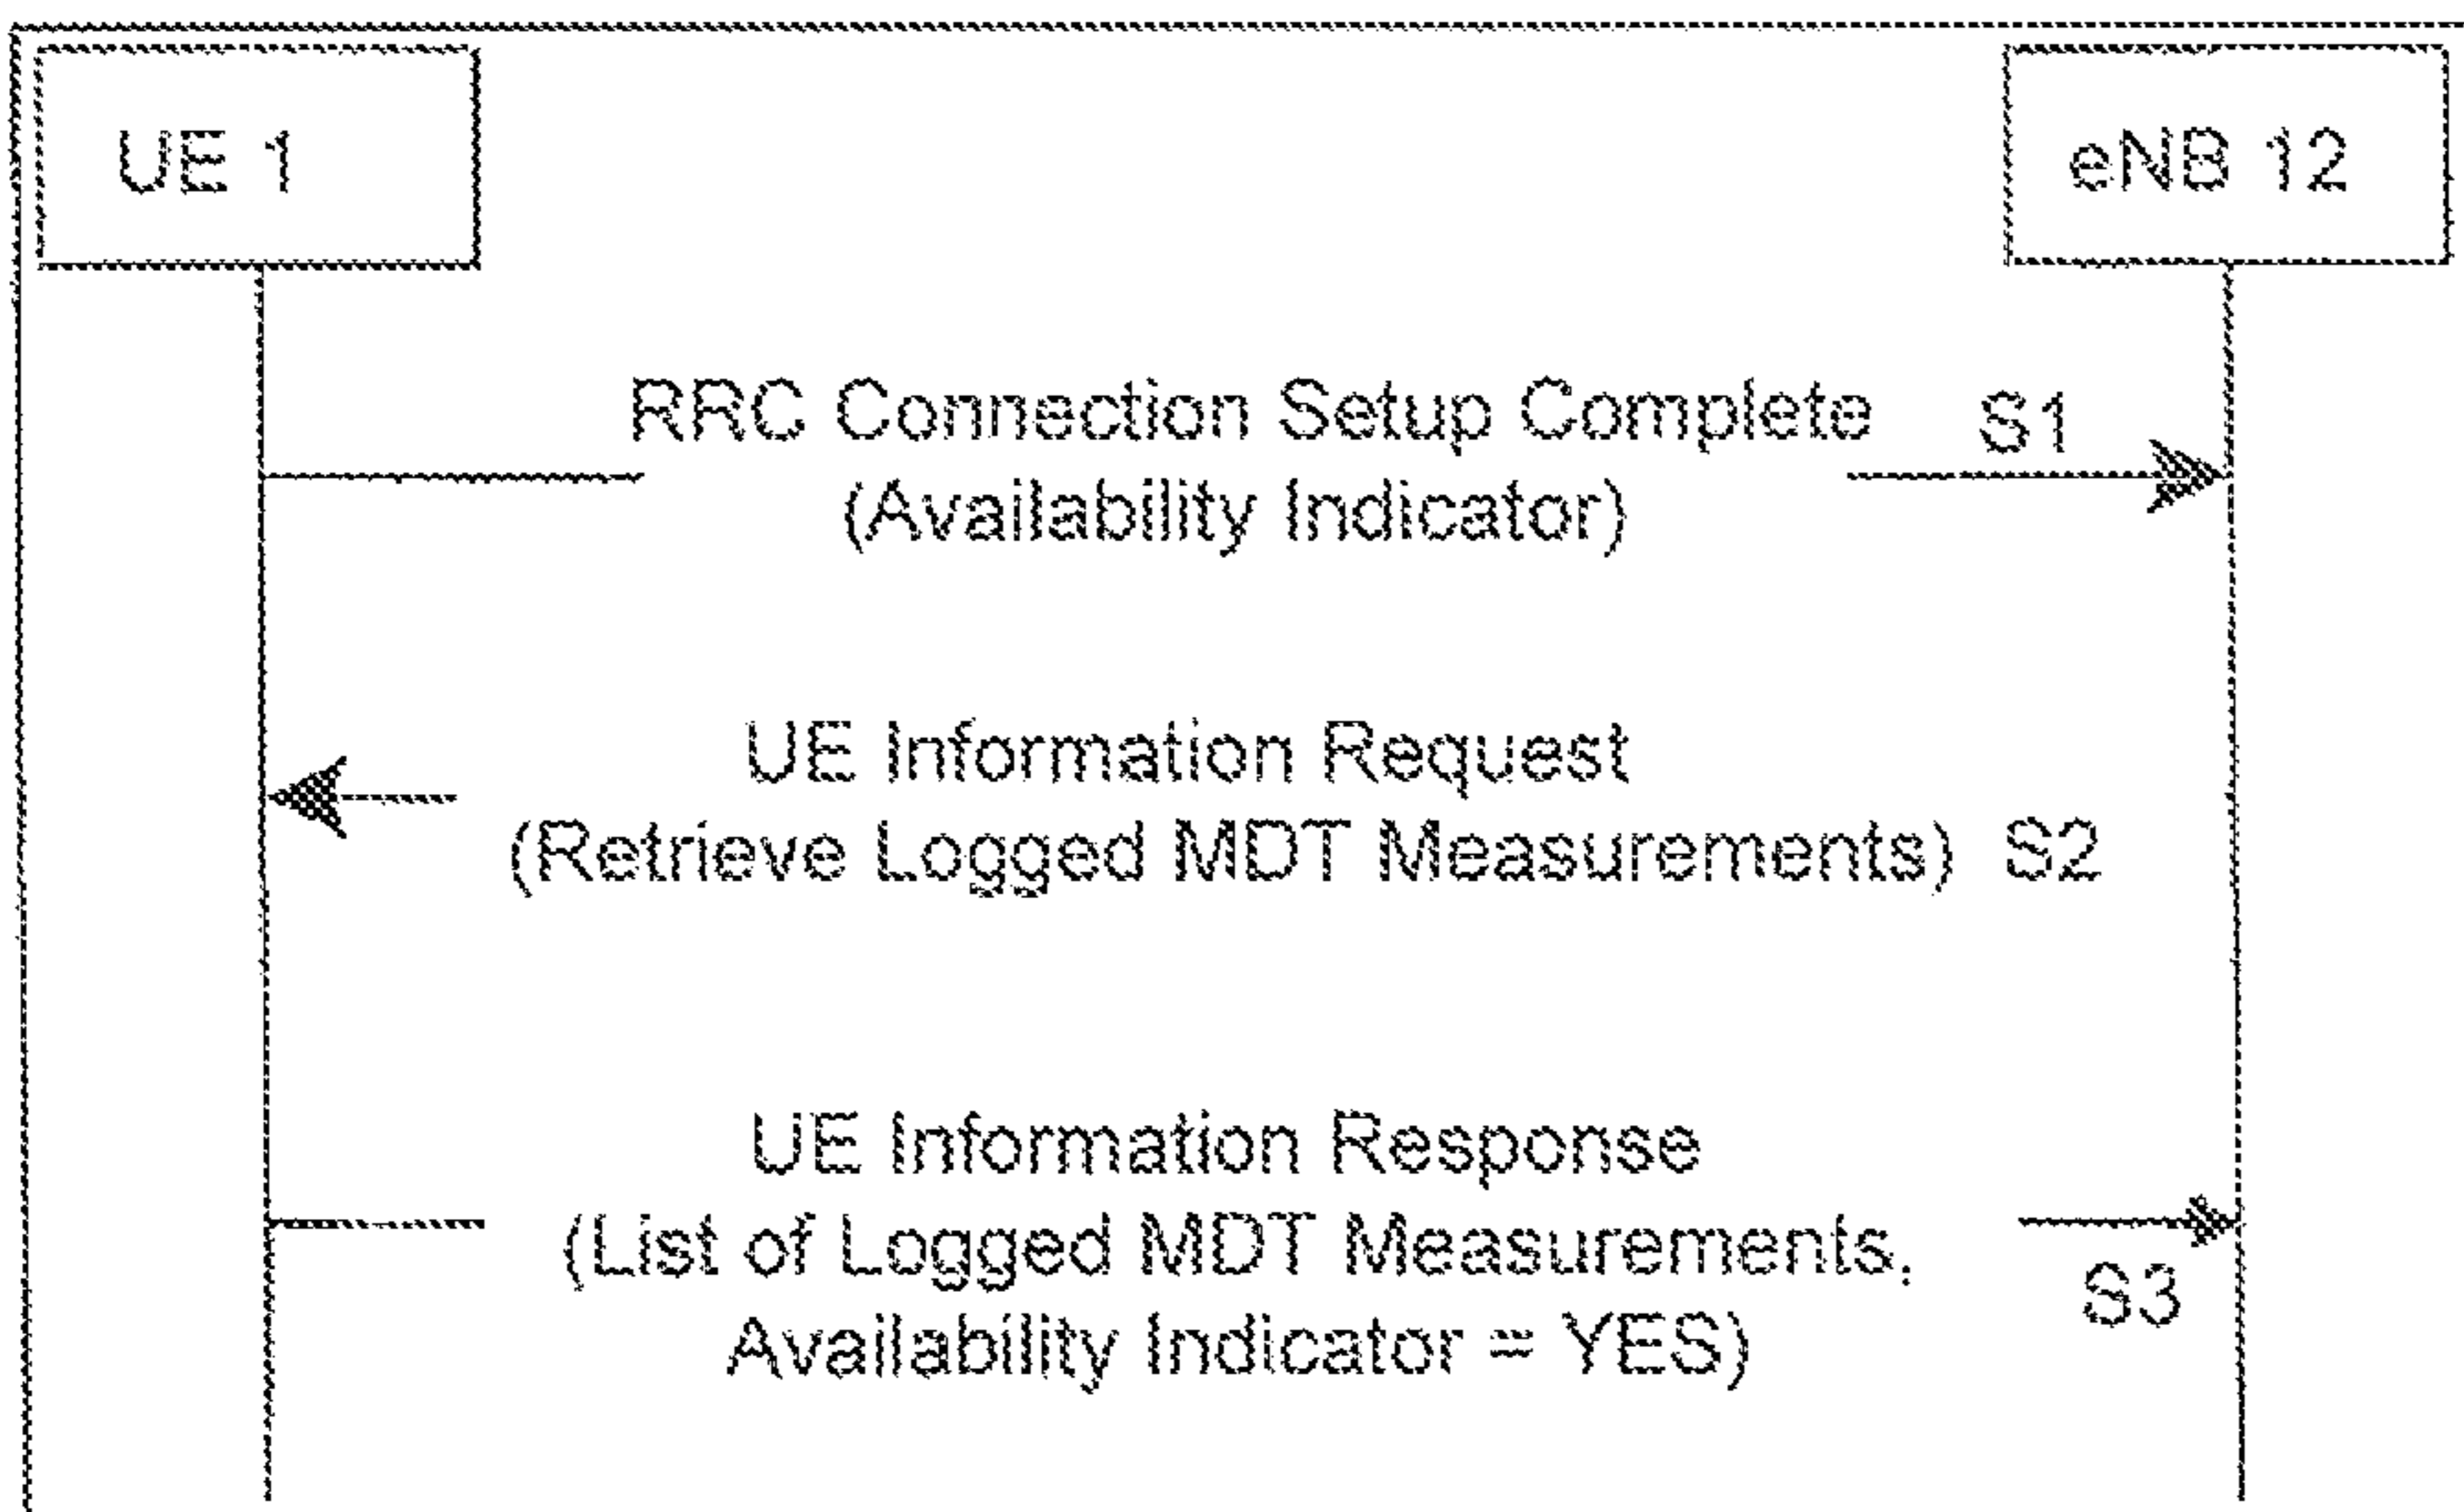 UE 1
eNB 12
RRC Connection Setup Complete S1
(Availability Indicator)
UE Information Request
(Retrieve Logged MDT Measurements) S2
UE Information Response
(List of Logged MDT Measurements,
S3
Availability Indicator = YES)